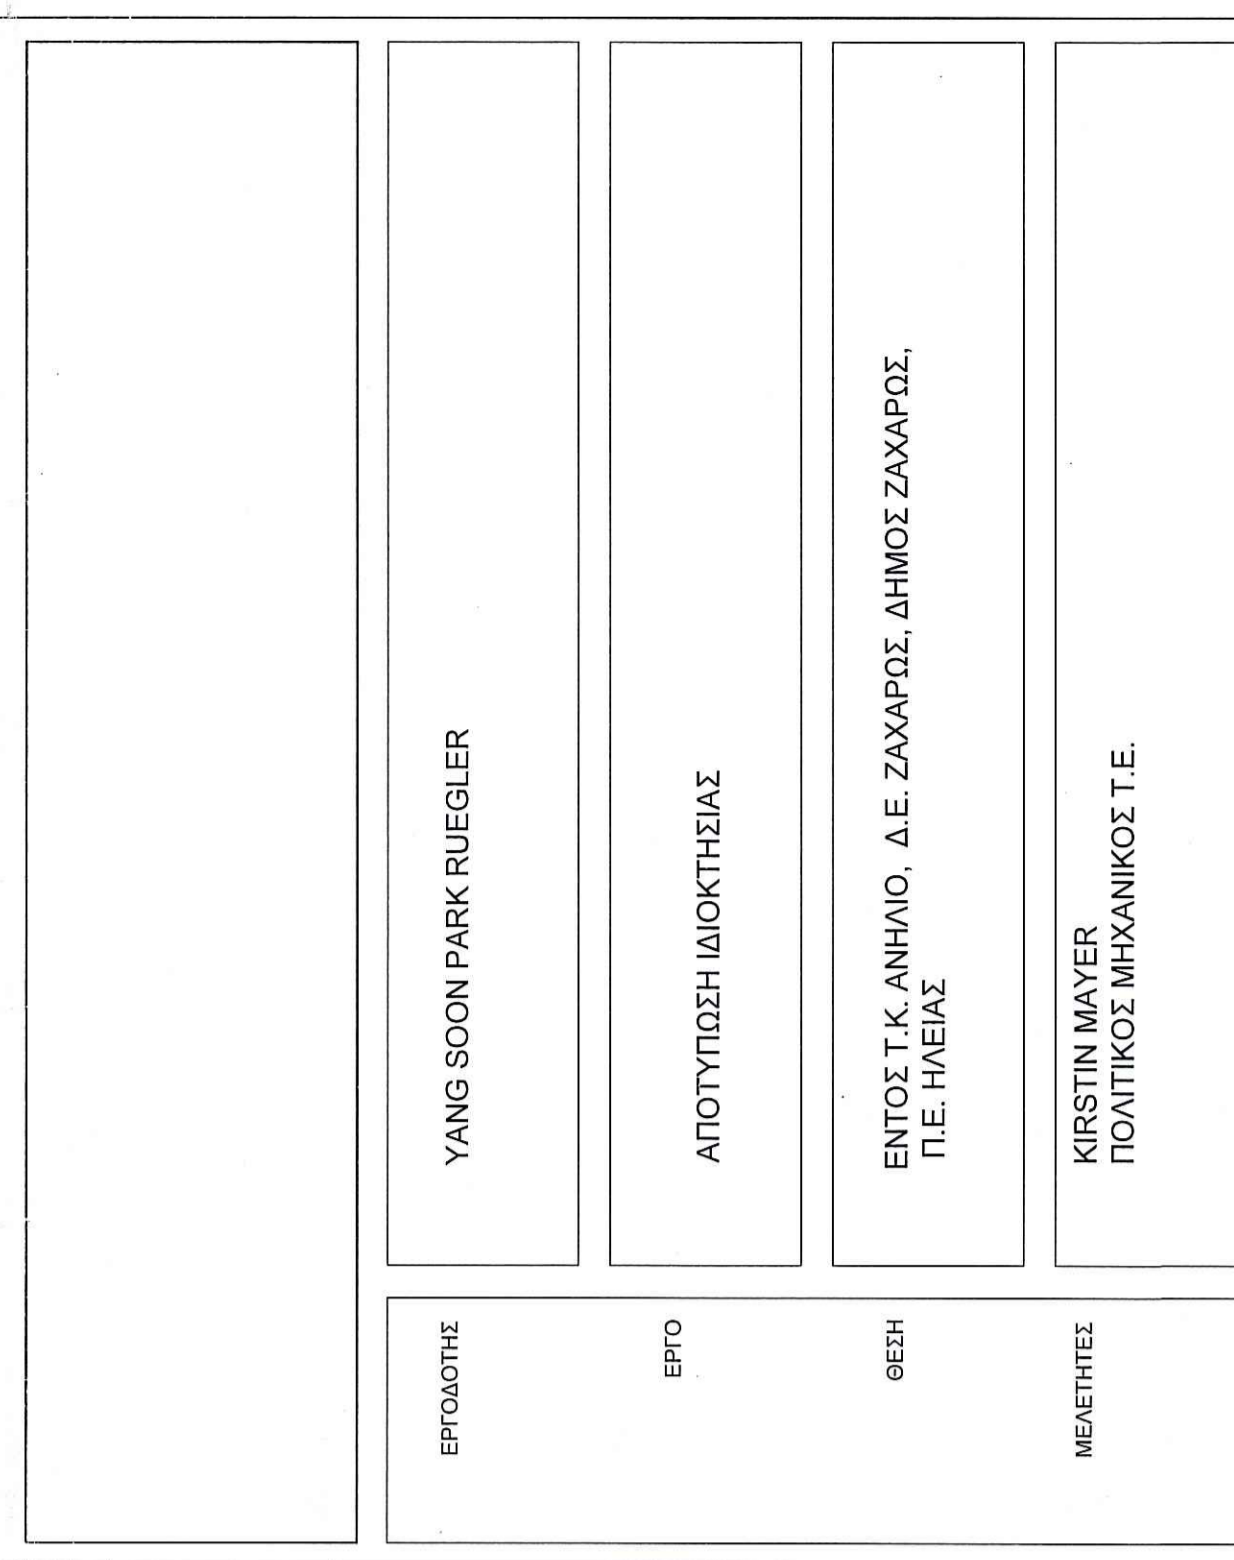 ΕΡΓΟΔΟΤΗΣ
YANG SOON PARK RUEGLER
ΕΡΓΟ
ΑΠΟΤΥΠΩΣΗ ΙΔΙΟΚΤΗΣΙΑΣ
ΘΕΣΗ
ΕΝΤΟΣ Τ.Κ. ΑΝΗΛΙΟ, Δ.Ε. ΖΑΧΑΡΩΣ, ΔΗΜΟΣ ΖΑΧΑΡΩΣ,
Π.Ε. ΗΛΕΙΑΣ
ΜΕΛΕΤΗΤΕΣ
KIRSTIN MAYER
ΠΟΛΙΤΙΚΟΣ ΜΗΧΑΝΙΚΟΣ Τ.Ε.